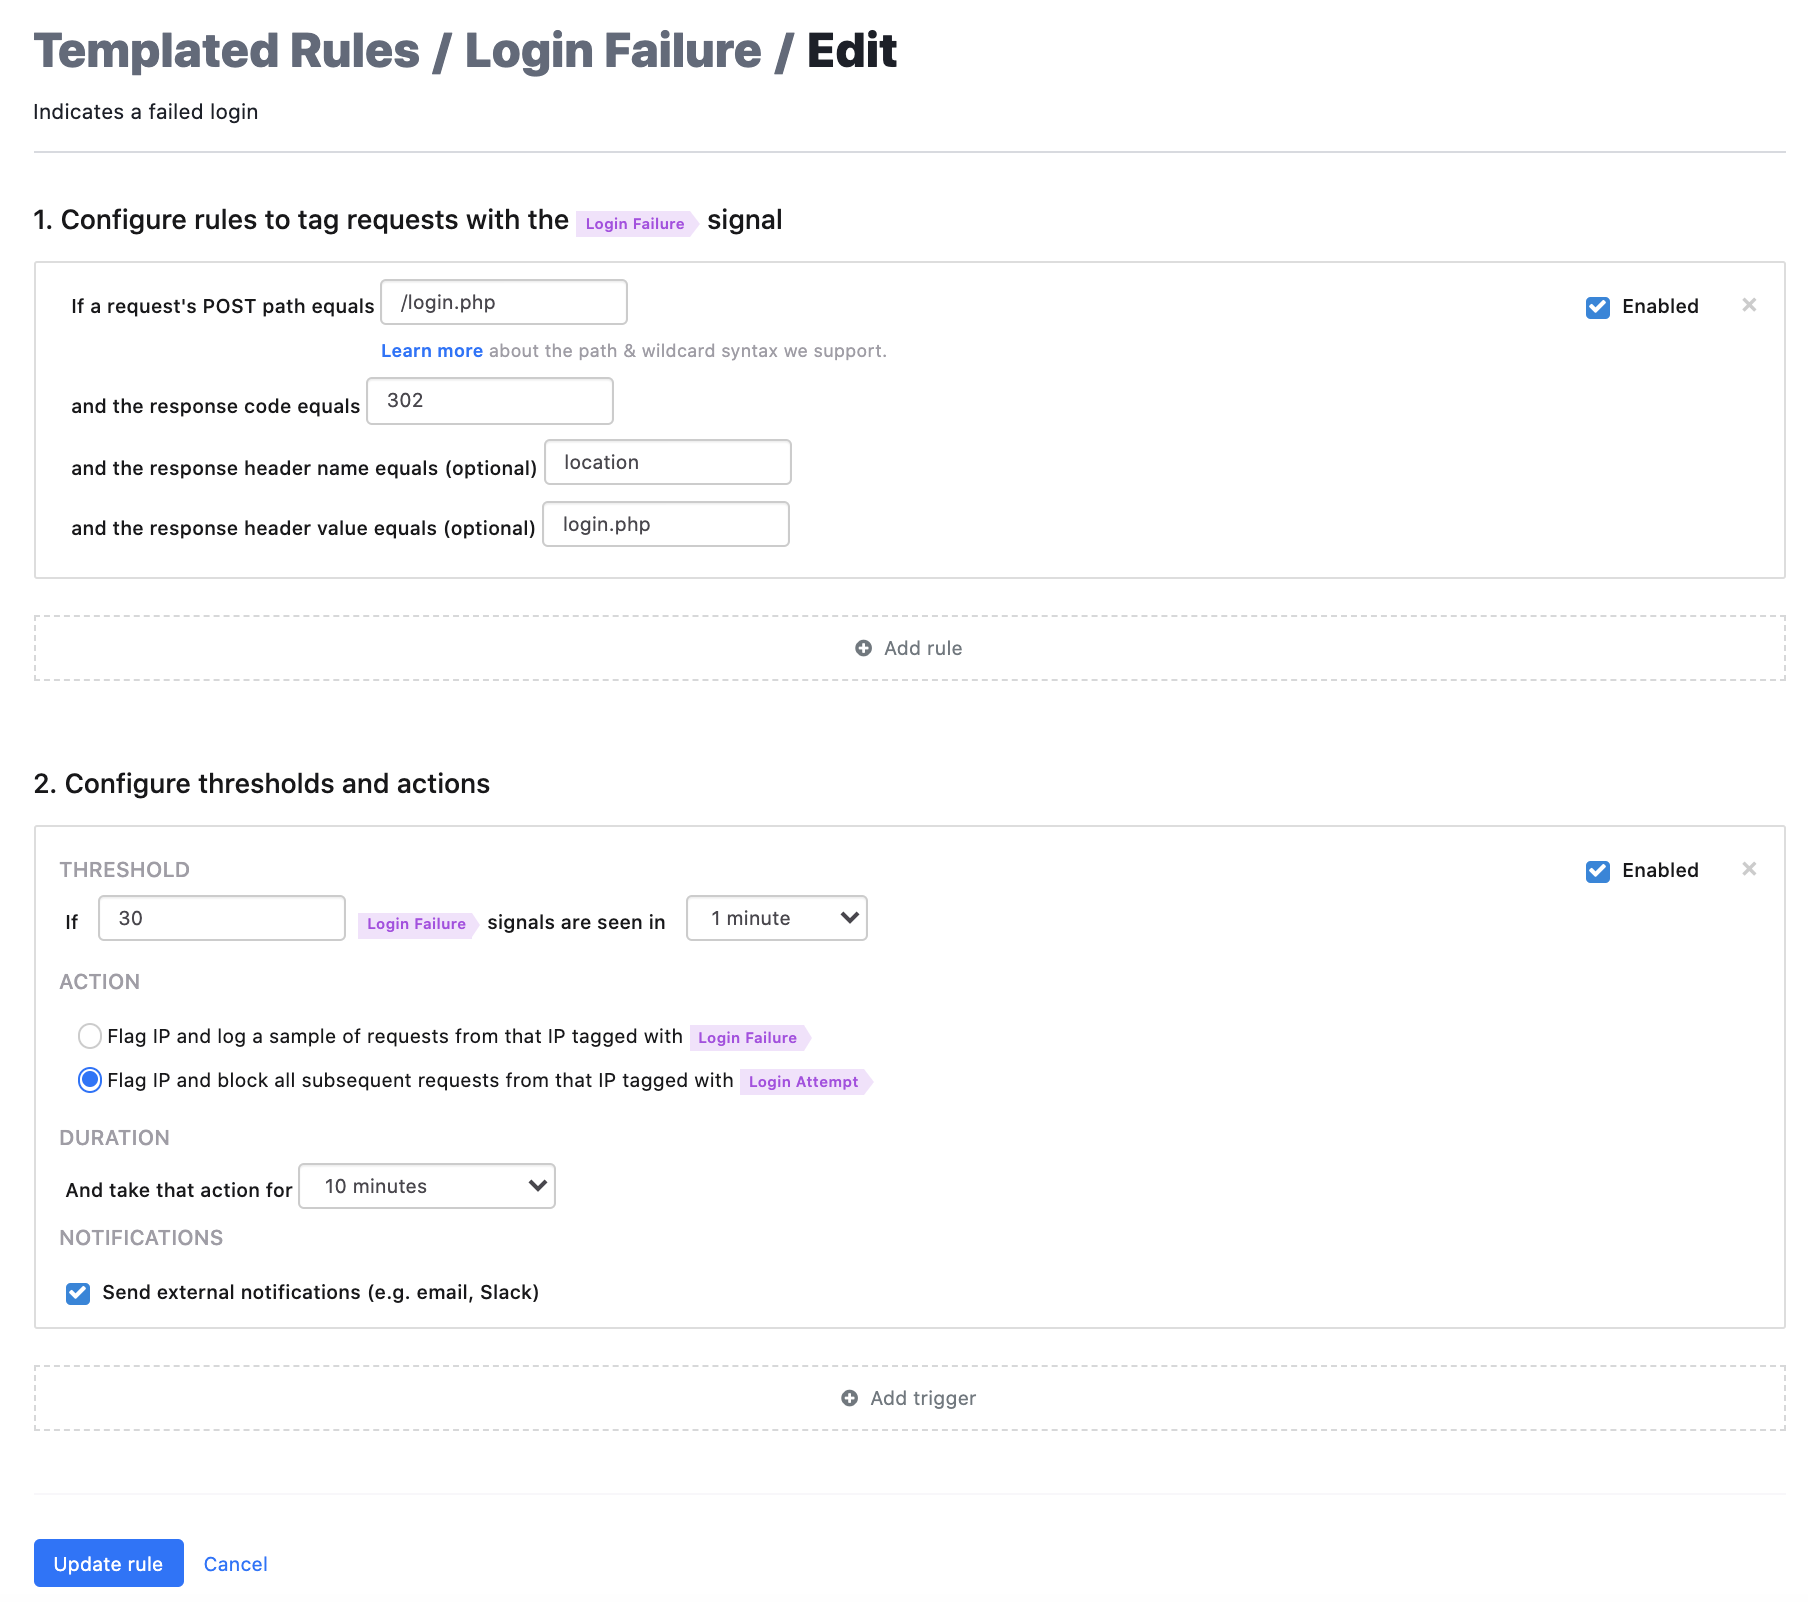 Templated Rules / Login Failure / Edit
Indicates a failed login
1. Configure rules to tag requests with the Login Failure signal
If a request's POST path equals /login.php Enabled ×
Learn more about the path & wildcard syntax we support.
and the response code equals 302
and the response header name equals (optional) location
and the response header value equals (optional) login.php
Add rule
2. Configure thresholds and actions
THRESHOLD Enabled ×
If 30 Login Failure signals are seen in 1 minute
ACTION
Flag IP and log a sample of requests from that IP tagged with Login Failure
Flag IP and block all subsequent requests from that IP tagged with Login Attempt
DURATION
And take that action for 10 minutes
NOTIFICATIONS
Send external notifications (e.g. email, Slack)
Add trigger
Update rule Cancel